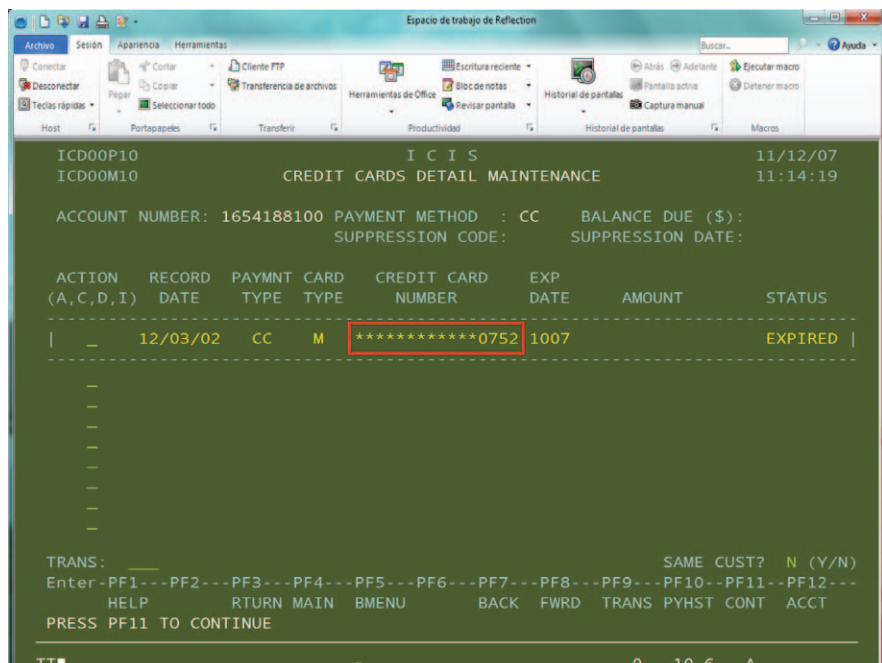 Espacio de trabajo de Reflection
Archivo Sesión Apariencia Herramientas Buscar... Ayuda
Conectar Cortar Cliente FTP Escritura reciente Atrás Adelante Ejecutar macro
Desconectar Copiar Transferencia de archivos Bloc de notas Pantalla activa Detener macro
Pegar Herramientas de Office Historial de pantallas
Teclas rápidas Seleccionar todo Revisar pantalla Captura manual
Host Portapapeles Transferir Productividad Historial de pantallas Macros
ICD00P10 I C I S 11/12/07
ICD00M10 CREDIT CARDS DETAIL MAINTENANCE 11:14:19
ACCOUNT NUMBER: 1654188100 PAYMENT METHOD : CC BALANCE DUE ($):
SUPPRESSION CODE: SUPPRESSION DATE:
ACTION RECORD PAYMNT CARD CREDIT CARD EXP
(A,C,D,I) DATE TYPE TYPE NUMBER DATE AMOUNT STATUS
| _ 12/03/02 CC M ************0752 1007 EXPIRED |
TRANS: ___ SAME CUST? N (Y/N)
Enter-PF1---PF2---PF3---PF4---PF5---PF6---PF7---PF8---PF9---PF10--PF11--PF12---
HELP RTURN MAIN BMENU BACK FWRD TRANS PYHST CONT ACCT
PRESS PF11 TO CONTINUE